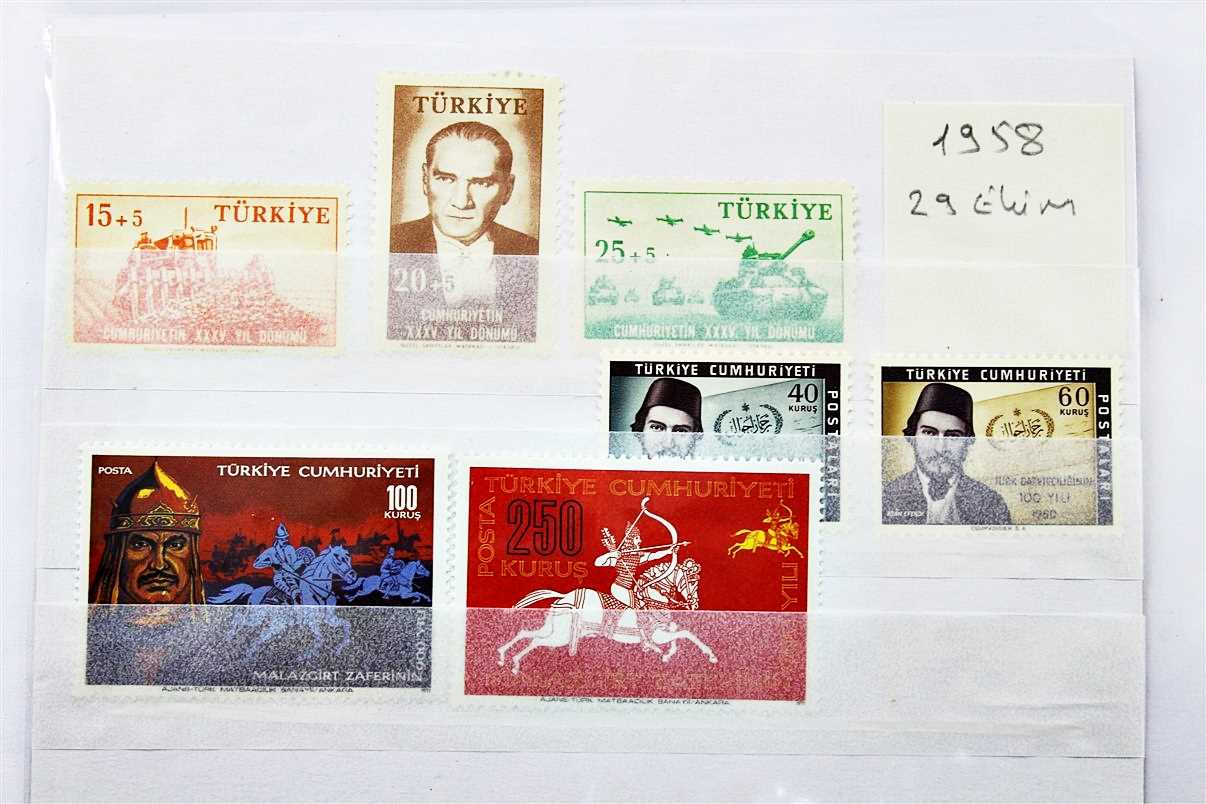 15+5 TÜRKİYE
CUMHURİYETİN XXXV. YIL DÖNÜMÜ
TÜRKİYE
20+5
CUMHURİYETİN
XXXV. YIL DÖNÜMÜ
TÜRKİYE
25+5
CUMHURİYETİN XXXV. YIL DÖNÜMÜ
1958
29 Ekim
TÜRKİYE CUMHURİYETİ
40
KURUŞ
POSTALARI
TÜRKİYE CUMHURİYETİ
60
KURUŞ
POSTALARI
TÜRK GAZETECİLİĞİNİN
100 YILI
1960
POSTA
TÜRKİYE CUMHURİYETİ
100
KURUŞ
MALAZGİRT ZAFERİNİN
AJANS-TÜRK MATBAACILIK SANAYİİ/ANKARA
TÜRKİYE CUMHURİYETİ
POSTA
250
KURUŞ
YILI
AJANS-TÜRK MATBAACILIK SANAYİİ/ANKARA